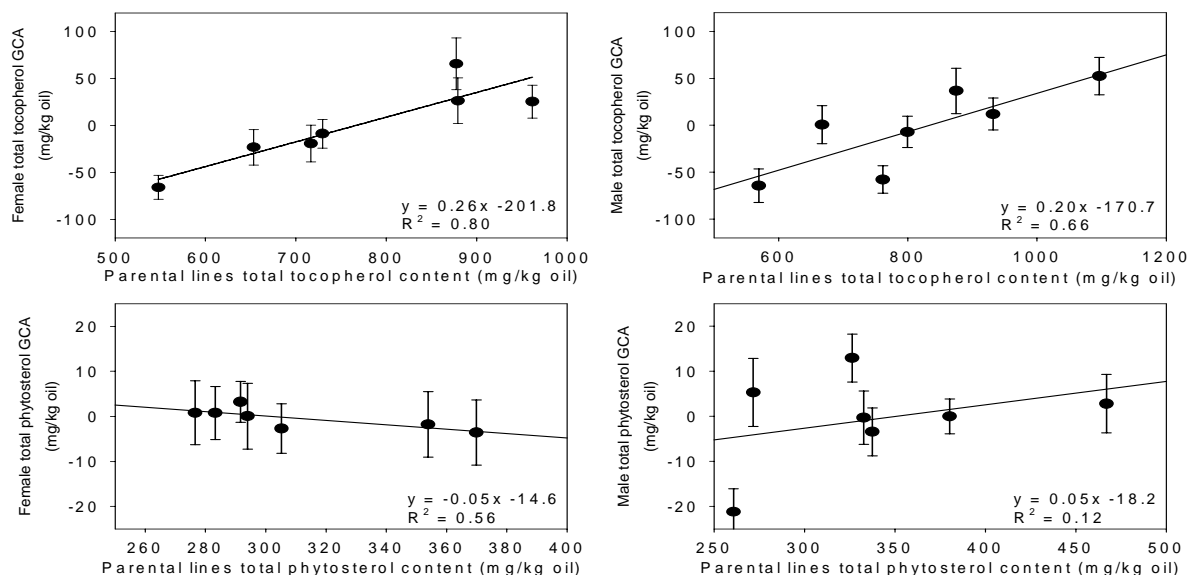 Female total tocopherol GCA
(mg/kg oil)
100
50
0
-50
-100
y = 0.26x -201.8
R² = 0.80
500 600 700 800 900 1000
Parental lines total tocopherol content (mg/kg oil)
Male total tocopherol GCA
(mg/kg oil)
100
50
0
-50
-100
y = 0.20x -170.7
R² = 0.66
600 800 1000 1200
Parental lines total tocopherol content (mg/kg oil)
Female total phytosterol GCA
(mg/kg oil)
20
10
0
-10
-20
y = -0.05x -14.6
R² = 0.56
260 280 300 320 340 360 380 400
Parental lines total phytosterol content (mg/kg oil)
Male total phytosterol GCA
(mg/kg oil)
20
10
0
-10
-20
y = 0.05x -18.2
R² = 0.12
250 300 350 400 450 500
Parental lines total phytosterol content (mg/kg oil)